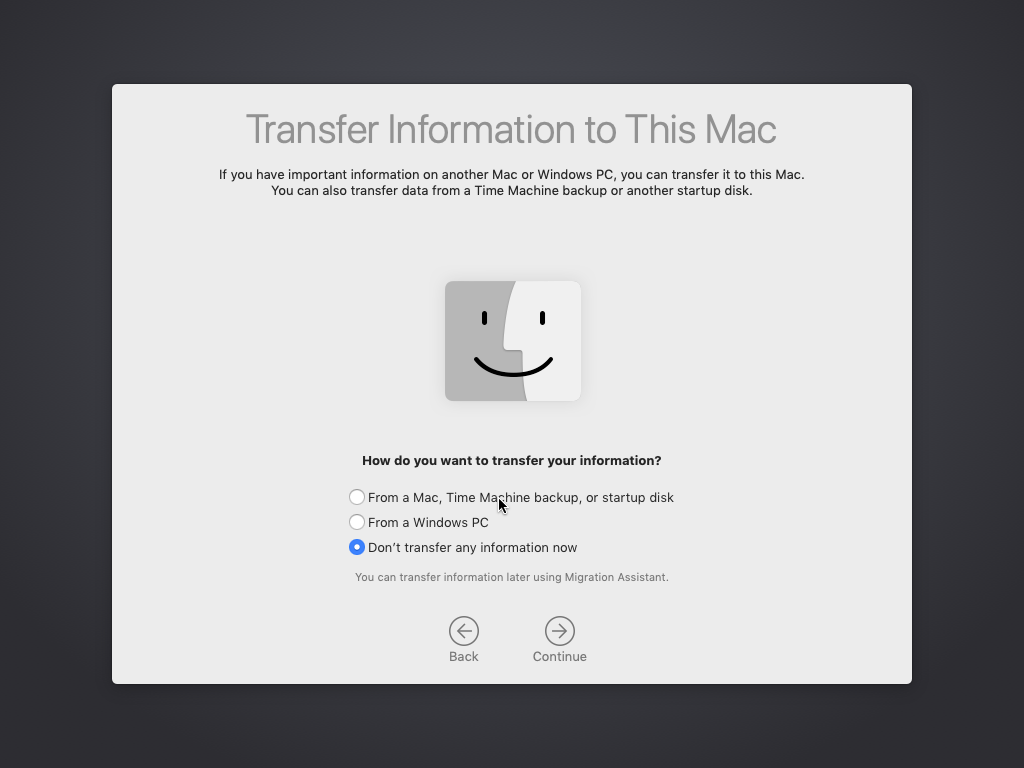 Transfer Information to This Mac
If you have important information on another Mac or Windows PC, you can transfer it to this Mac.
You can also transfer data from a Time Machine backup or another startup disk.
How do you want to transfer your information?
From a Mac, Time Machine backup, or startup disk
From a Windows PC
Don’t transfer any information now
You can transfer information later using Migration Assistant.
Back
Continue